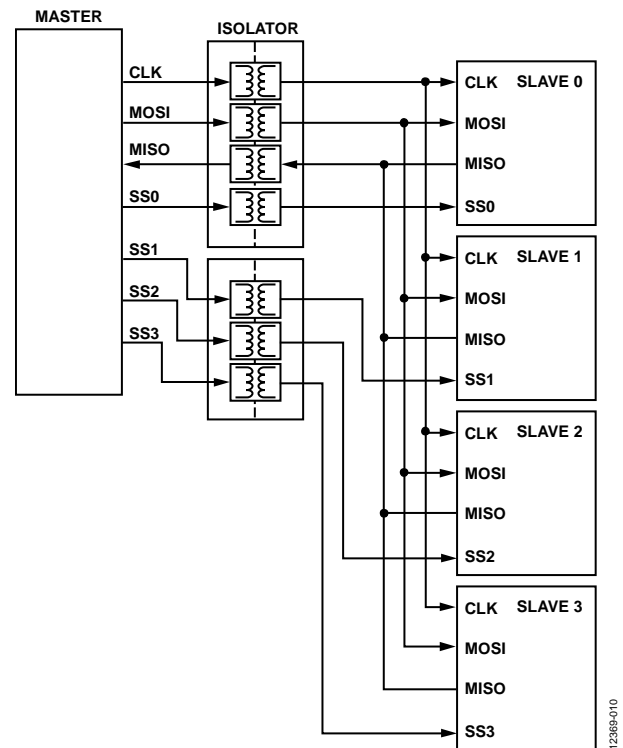 MASTER
ISOLATOR
CLK
MOSI
MISO
SS0
SS1
SS2
SS3
CLK SLAVE 0
MOSI
MISO
SS0
CLK SLAVE 1
MOSI
MISO
SS1
CLK SLAVE 2
MOSI
MISO
SS2
CLK SLAVE 3
MOSI
MISO
SS3
12369-010